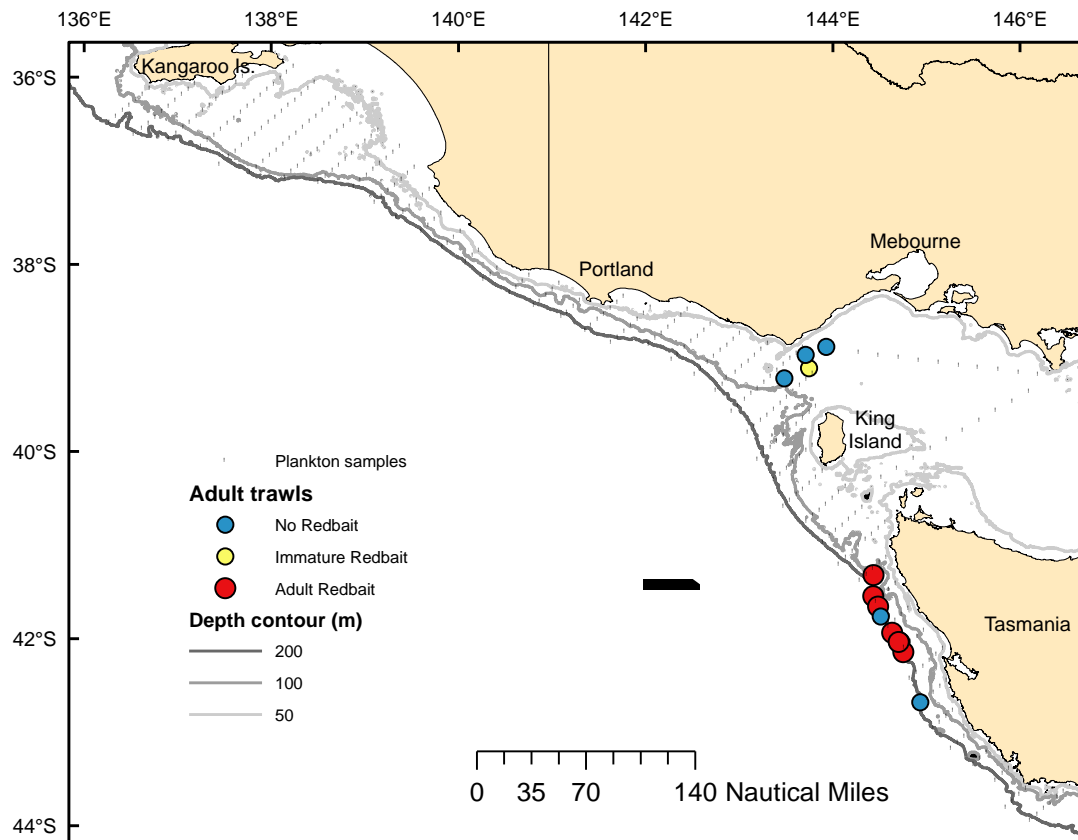 136°E 138°E 140°E 142°E 144°E 146°E
36°S
Kangaroo Is.
Mebourne
38°S
Portland
King
Island
40°S
Plankton samples
Adult trawls
No Redbait
Immature Redbait
Adult Redbait
Depth contour (m)
200
100
50
42°S
Tasmania
0 35 70 140 Nautical Miles
44°S